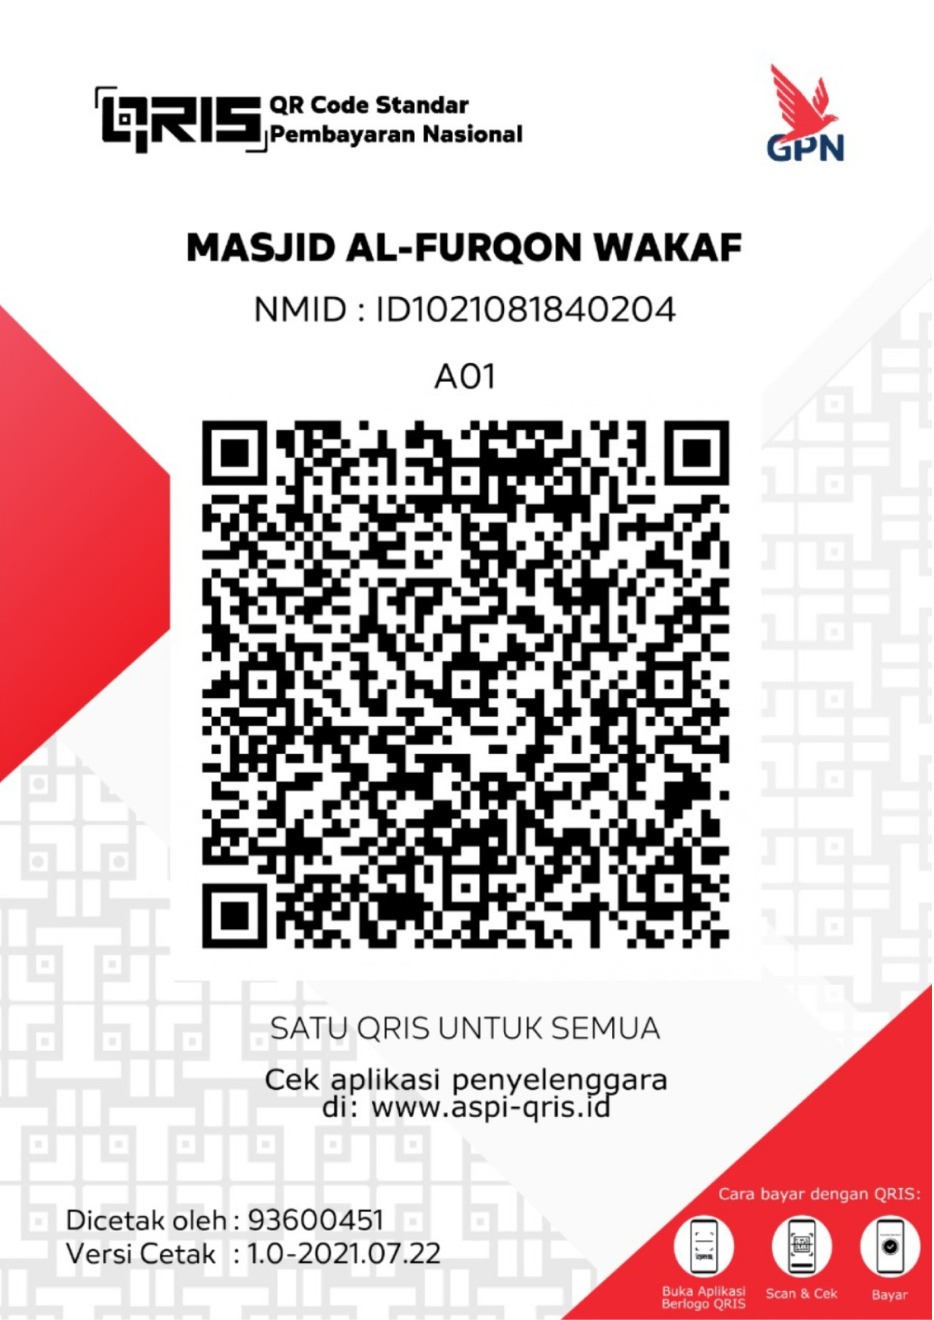 QRIS QR Code Standar
Pembayaran Nasional
GPN
MASJID AL-FURQON WAKAF
NMID : ID1021081840204
A01
SATU QRIS UNTUK SEMUA
Cek aplikasi penyelenggara
di: www.aspi-qris.id
Dicetak oleh : 93600451
Versi Cetak : 1.0-2021.07.22
Cara bayar dengan QRIS:
Buka Aplikasi
Berlogo QRIS
Scan & Cek
Bayar